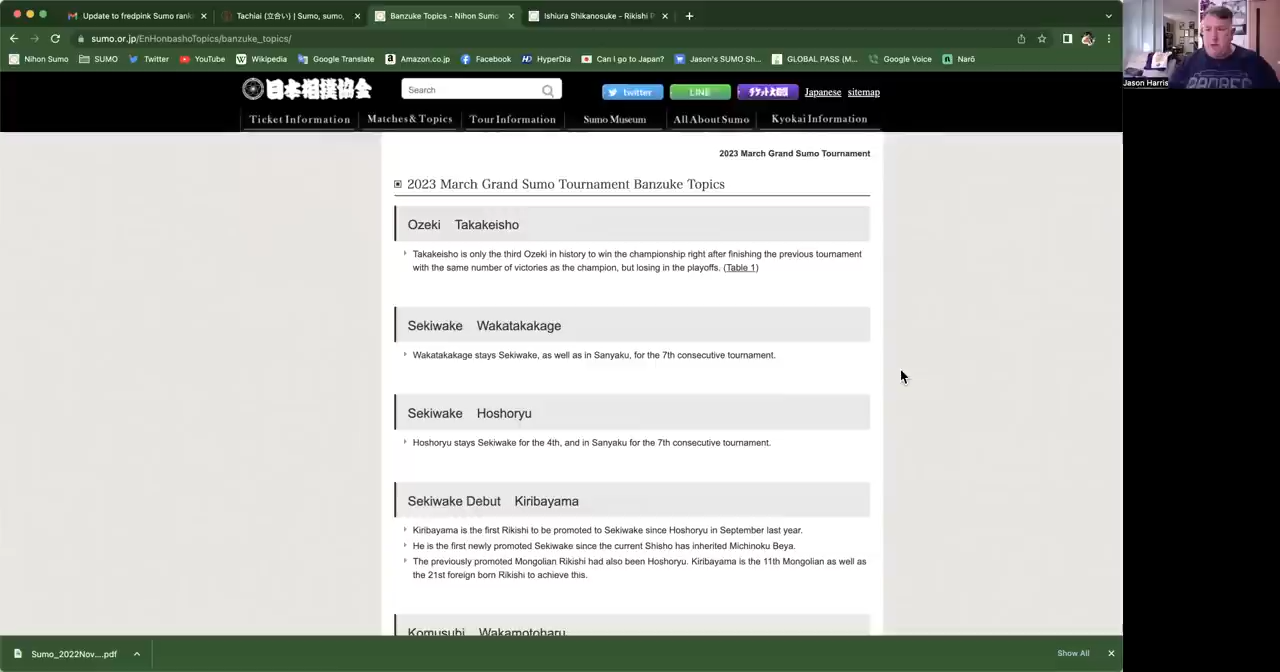 Update to fredpink Sumo rank
Tachiai (立合い) | Sumo, sumo,
Banzuke Topics - Nihon Sumo
Ishiura Shikanosuke - Rikishi P
sumo.or.jp/EnHonbashoTopics/banzuke_topics/
Nihon Sumo SUMO Twitter YouTube Wikipedia Google Translate Amazon.co.jp Facebook HyperDia Can I go to Japan? Jason's SUMO Sh... GLOBAL PASS (M... Google Voice Narō
Jason Harris
日本相撲協会 Search twitter LINE チケット大相撲 Japanese sitemap
Ticket Information Matches & Topics Tour Information Sumo Museum All About Sumo Kyokai Information
2023 March Grand Sumo Tournament
2023 March Grand Sumo Tournament Banzuke Topics
Ozeki Takakeisho
Takakeisho is only the third Ozeki in history to win the championship right after finishing the previous tournament
with the same number of victories as the champion, but losing in the playoffs. (Table 1)
Sekiwake Wakatakakage
Wakatakakage stays Sekiwake, as well as in Sanyaku, for the 7th consecutive tournament.
Sekiwake Hoshoryu
Hoshoryu stays Sekiwake for the 4th, and in Sanyaku for the 7th consecutive tournament.
Sekiwake Debut Kiribayama
Kiribayama is the first Rikishi to be promoted to Sekiwake since Hoshoryu in September last year.
He is the first newly promoted Sekiwake since the current Shisho has inherited Michinoku Beya.
The previously promoted Mongolian Rikishi had also been Hoshoryu. Kiribayama is the 11th Mongolian as well as
the 21st foreign born Rikishi to achieve this.
Komusubi Wakamotoharu
Sumo_2022Nov....pdf
Show All